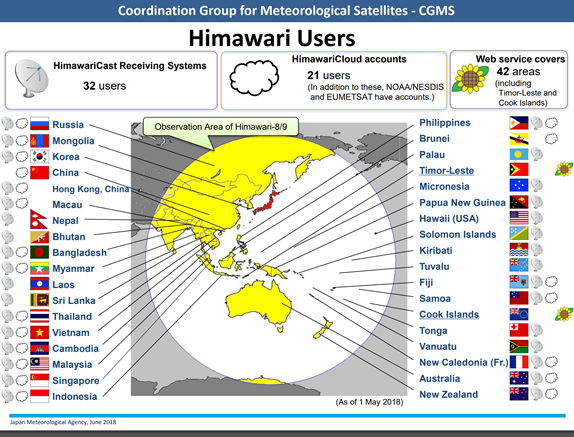 Coordination Group for Meteorological Satellites - CGMS
Himawari Users
HimawariCast Receiving Systems
32 users
HimawariCloud accounts
21 users
(In addition to these, NOAA/NESDIS
and EUMETSAT have accounts.)
Web service covers
42 areas
(including
Timor-Leste and
Cook Islands)
Observation Area of Himawari-8/9
Russia
Mongolia
Korea
China
Hong Kong, China
Macau
Nepal
Bhutan
Bangladesh
Myanmar
Laos
Sri Lanka
Thailand
Vietnam
Cambodia
Malaysia
Singapore
Indonesia
Philippines
Brunei
Palau
Timor-Leste
Micronesia
Papua New Guinea
Hawaii (USA)
Solomon Islands
Kiribati
Tuvalu
Fiji
Samoa
Cook Islands
Tonga
Vanuatu
New Caledonia (Fr.)
Australia
New Zealand
(As of 1 May 2018)
Japan Meteorological Agency, June 2018